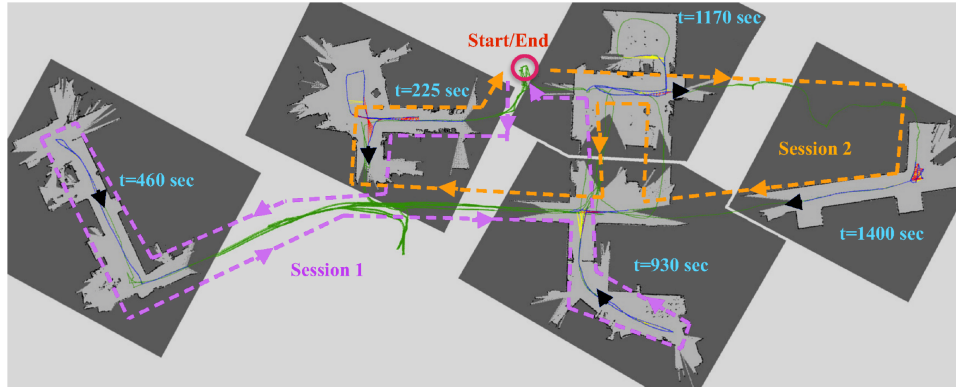 t=1170 sec
Start/End
t=225 sec
Session 2
t=460 sec
t=1400 sec
Session 1
t=930 sec